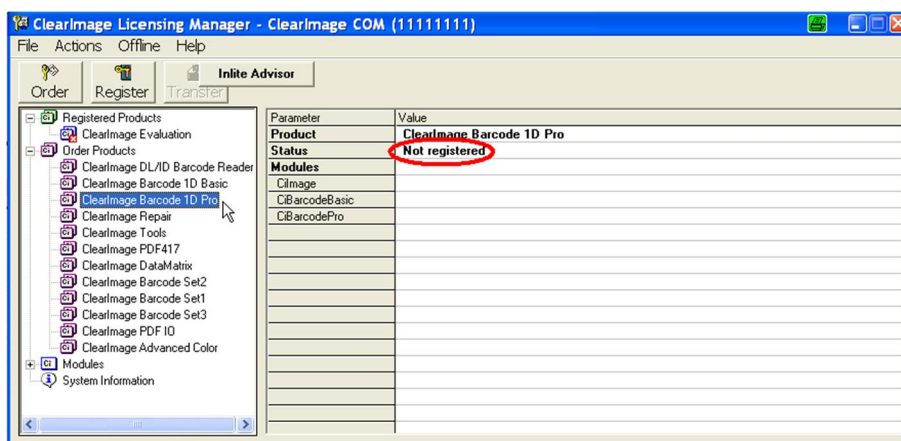 ClearImage Licensing Manager - ClearImage COM (11111111)
File Actions Offline Help
Order
Register
Transfer
Inlite Advisor
Registered Products
ClearImage Evaluation
Order Products
ClearImage DL/ID Barcode Reader
ClearImage Barcode 1D Basic
ClearImage Barcode 1D Pro
ClearImage Repair
ClearImage Tools
ClearImage PDF417
ClearImage DataMatrix
ClearImage Barcode Set2
ClearImage Barcode Set1
ClearImage Barcode Set3
ClearImage PDF IO
ClearImage Advanced Color
Modules
System Information
Parameter Value
Product ClearImage Barcode 1D Pro
Status Not registered
Modules
CiImage
CiBarcodeBasic
CiBarcodePro